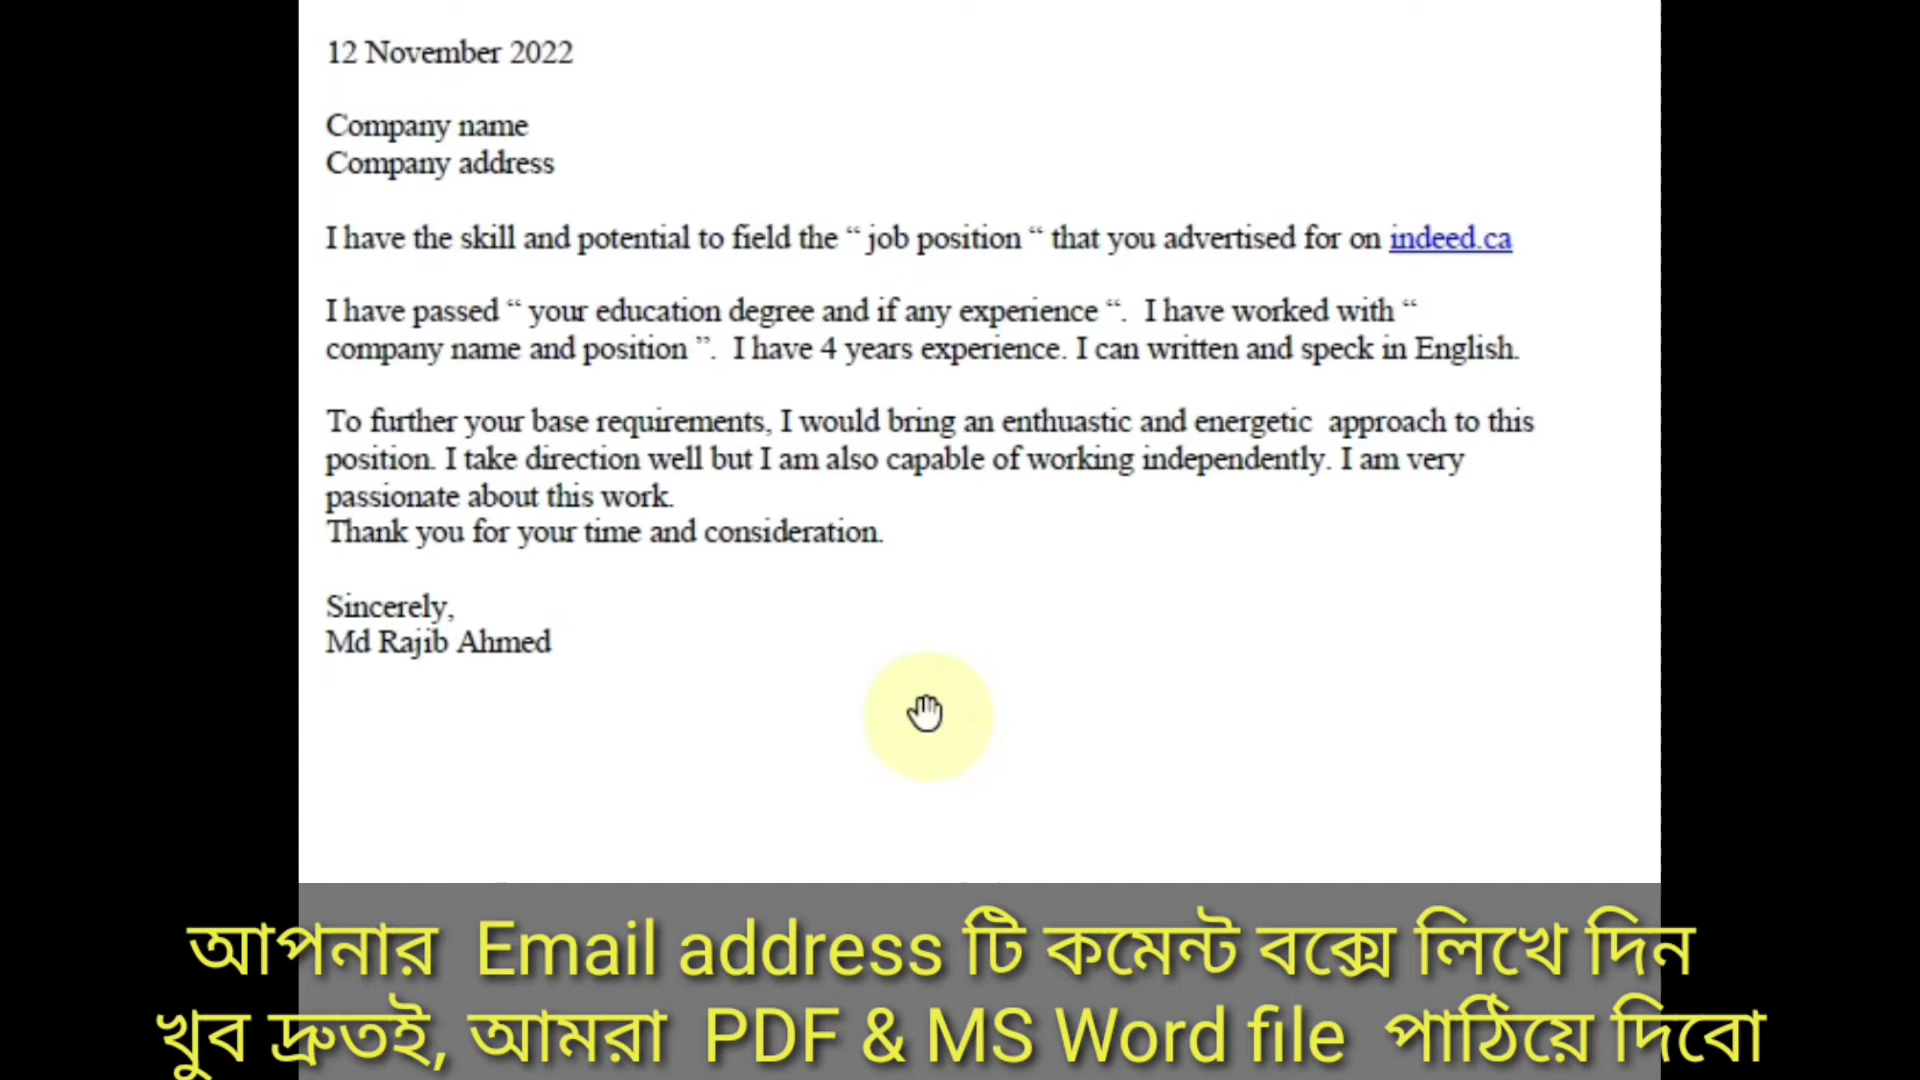 12 November 2022
Company name
Company address
I have the skill and potential to field the “ job position “ that you advertised for on indeed.ca
I have passed “ your education degree and if any experience “.  I have worked with “
company name and position ”.  I have 4 years experience. I can written and speck in English.
To further your base requirements, I would bring an enthuastic and energetic  approach to this
position. I take direction well but I am also capable of working independently. I am very
passionate about this work.
Thank you for your time and consideration.
Sincerely,
Md Rajib Ahmed
আপনার  Email address টি কমেন্ট বক্সে লিখে দিন
খুব দ্রুতই, আমরা  PDF & MS Word file  পাঠিয়ে দিবো